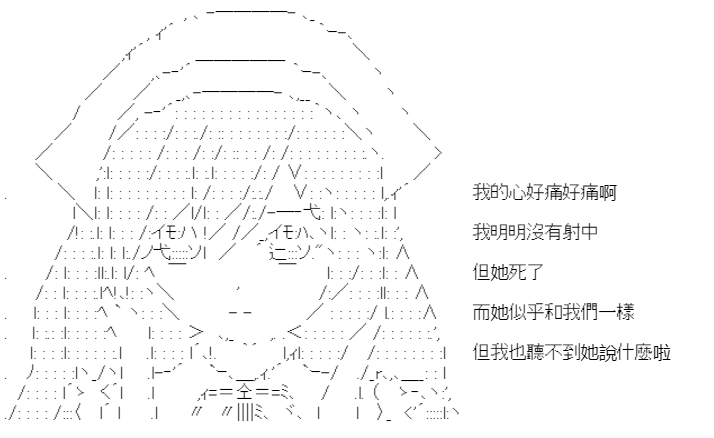 我的心好痛好痛啊
我明明沒有射中
但她死了
而她似乎和我們一樣
但我也聽不到她說什麼啦